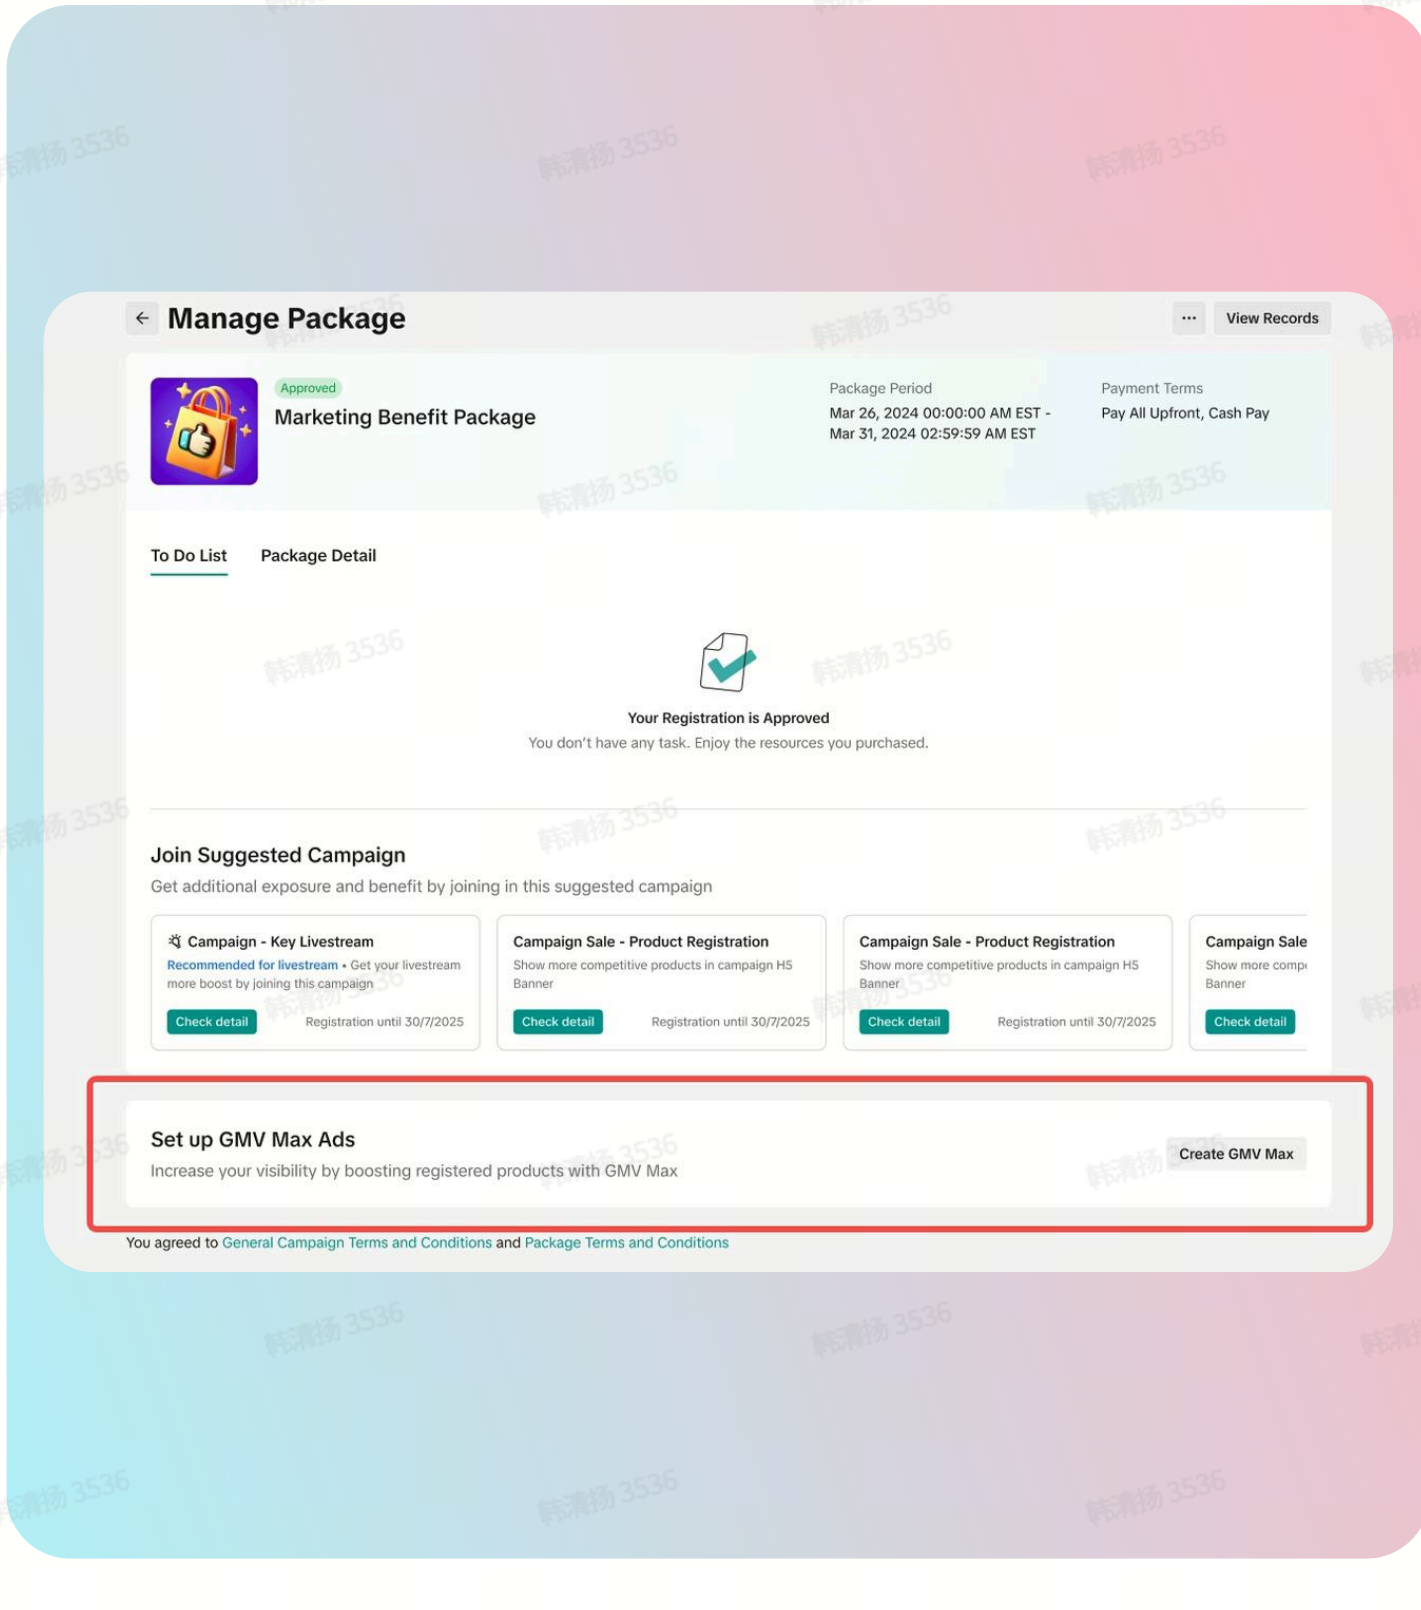 Manage Package
... View Records
Approved
Marketing Benefit Package
Package Period
Mar 26, 2024 00:00:00 AM EST -
Mar 31, 2024 02:59:59 AM EST
Payment Terms
Pay All Upfront, Cash Pay
To Do List Package Detail
Your Registration is Approved
You don't have any task. Enjoy the resources you purchased.
Join Suggested Campaign
Get additional exposure and benefit by joining in this suggested campaign
Campaign - Key Livestream
Recommended for livestream • Get your livestream
more boost by joining this campaign
Check detail Registration until 30/7/2025
Campaign Sale - Product Registration
Show more competitive products in campaign H5
Banner
Check detail Registration until 30/7/2025
Campaign Sale - Product Registration
Show more competitive products in campaign H5
Banner
Check detail Registration until 30/7/2025
Campaign Sale
Show more comp
Banner
Check detail
Set up GMV Max Ads
Increase your visibility by boosting registered products with GMV Max
Create GMV Max
You agreed to General Campaign Terms and Conditions and Package Terms and Conditions
韩清扬 3536